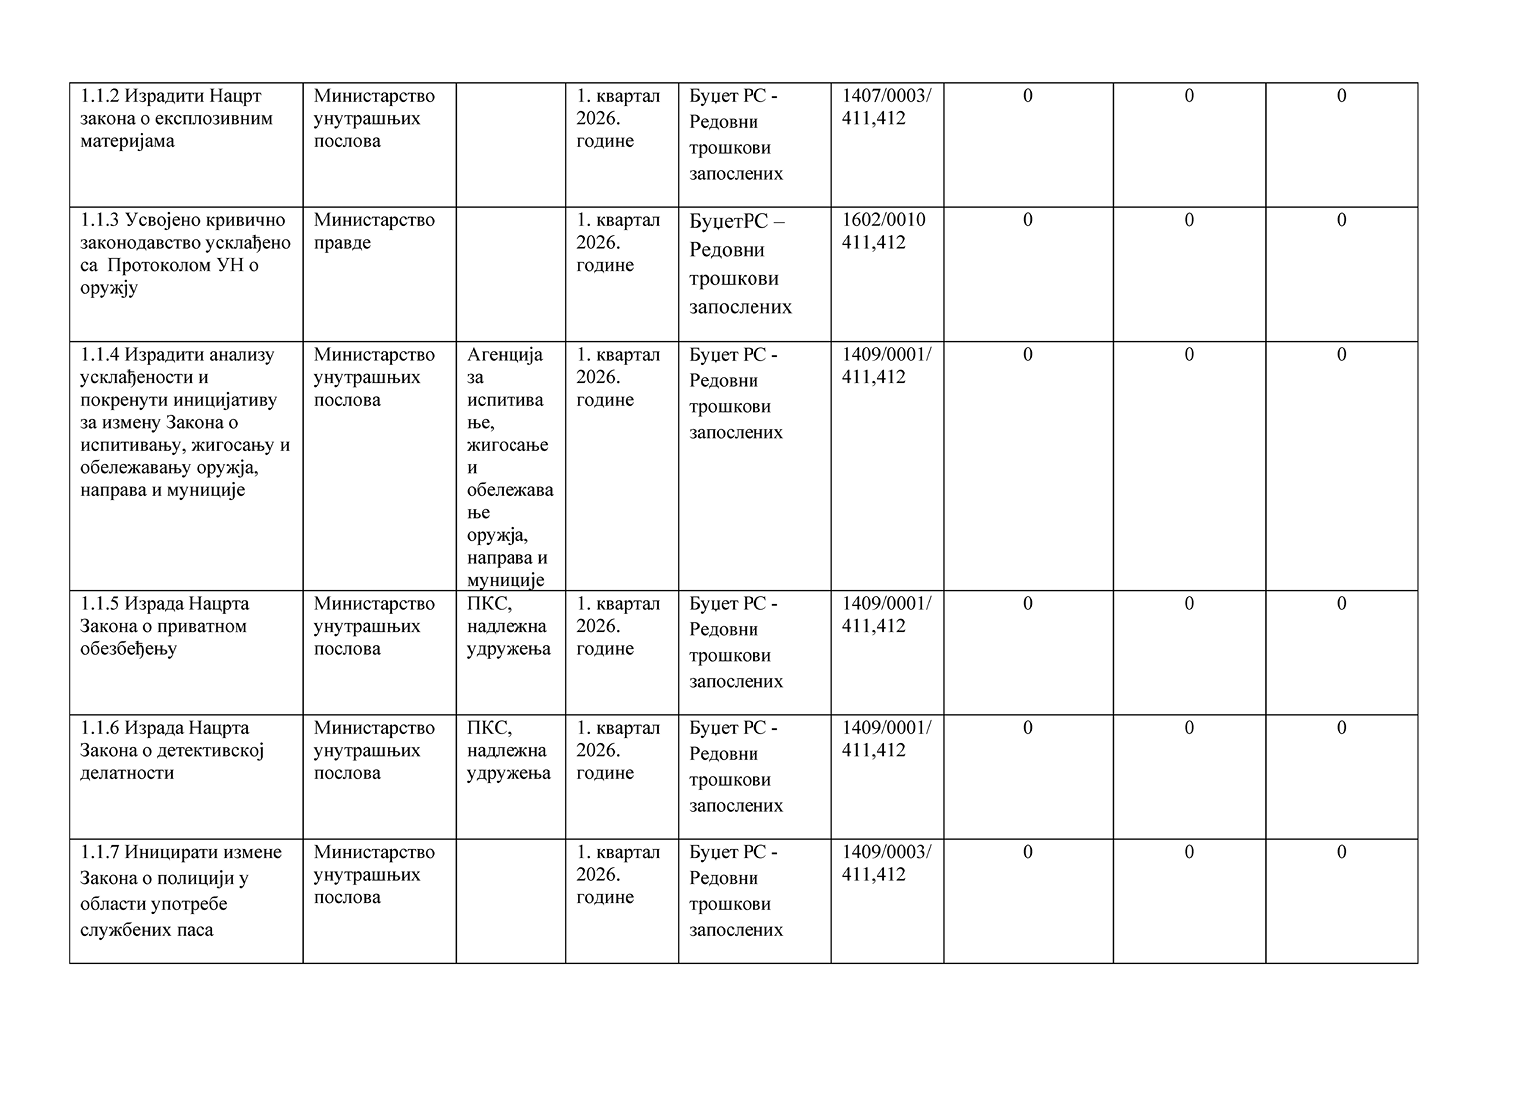 1.1.2 Израдити Нацрт
закона о експлозивним
материјама
Министарство
унутрашњих
послова
1. квартал
2026.
године
Буџет РС -
Редовни
трошкови
запослених
1407/0003/
411,412
0
0
0
1.1.3 Усвојено кривично
законодавство усклађено
са Протоколом УН о
оружју
Министарство
правде
1. квартал
2026.
године
БуџетРС –
Редовни
трошкови
запослених
1602/0010
411,412
0
0
0
1.1.4 Израдити анализу
усклађености и
покренути иницијативу
за измену Закона о
испитивању, жигосању и
обележавању оружја,
направа и муниције
Министарство
унутрашњих
послова
Агенција
за
испитива
ње,
жигосање
и
обележава
ње
оружја,
направа и
муниције
1. квартал
2026.
године
Буџет РС -
Редовни
трошкови
запослених
1409/0001/
411,412
0
0
0
1.1.5 Израда Нацрта
Закона о приватном
обезбеђењу
Министарство
унутрашњих
послова
ПКС,
надлежна
удружења
1. квартал
2026.
године
Буџет РС -
Редовни
трошкови
запослених
1409/0001/
411,412
0
0
0
1.1.6 Израда Нацрта
Закона о детективској
делатности
Министарство
унутрашњих
послова
ПКС,
надлежна
удружења
1. квартал
2026.
године
Буџет РС -
Редовни
трошкови
запослених
1409/0001/
411,412
0
0
0
1.1.7 Иницирати измене
Закона о полицији у
области употребе
службених паса
Министарство
унутрашњих
послова
1. квартал
2026.
године
Буџет РС -
Редовни
трошкови
запослених
1409/0003/
411,412
0
0
0